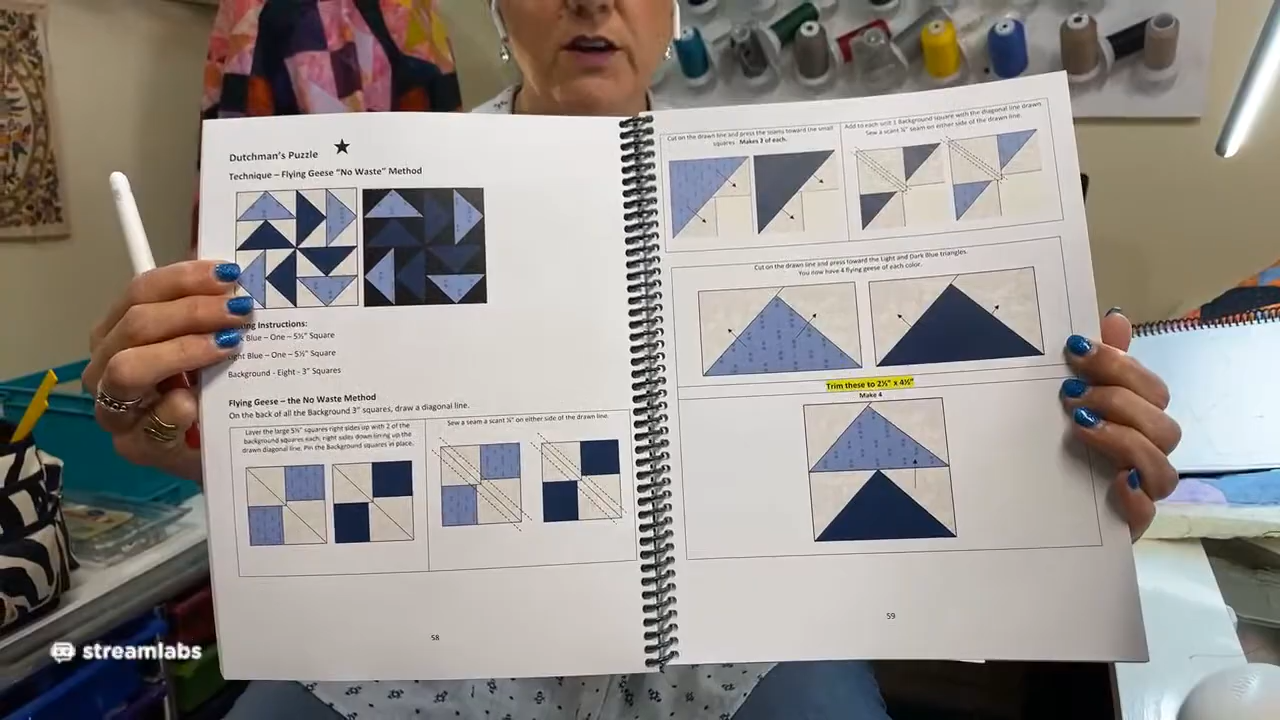 Dutchman's Puzzle
Technique – Flying Geese "No Waste" Method
Instructions:
Blue – One – 5½" Square
Light Blue – One – 5½" Square
Background - Eight - 3" Squares
Flying Geese – the No Waste Method
On the back of all the Background 3" squares, draw a diagonal line.
Layer the large 5½" squares right sides up with 2 of the
background squares each, right sides down lining up the
drawn diagonal line. Pin the Background squares in place.
Sew a seam a scant ¼" on either side of the drawn line.
58
Cut on the drawn line and press the seams toward the small
squares. Makes 2 of each.
Add to each unit 1 Background square with the diagonal line drawn.
Sew a scant ¼" seam on either side of the drawn line.
Cut on the drawn line and press toward the Light and Dark Blue triangles.
You now have 4 flying geese of each color.
Trim these to 2½" x 4½"
Make 4
59
streamlabs